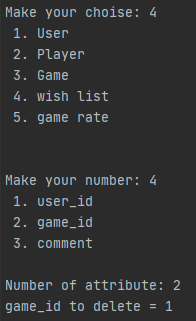 Make your choise: 4
1. User
2. Player
3. Game
4. wish list
5. game rate
Make your number: 4
1. user_id
2. game_id
3. comment
Number of attribute: 2
game_id to delete = 1